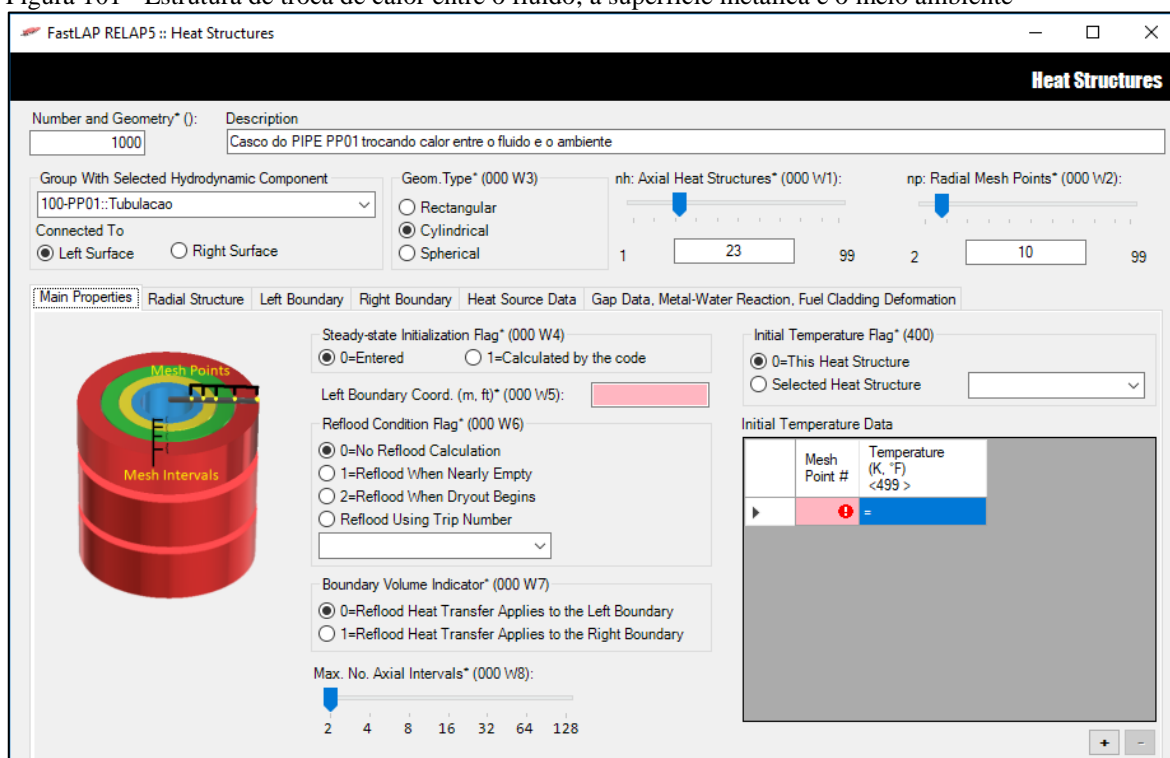 Figura 101 - Estrutura de troca de calor entre o fluido, a superfície metálica e o meio ambiente
FastLAP RELAP5 :: Heat Structures
Heat Structures
Number and Geometry* (): Description
1000 Casco do PIPE PP01 trocando calor entre o fluido e o ambiente
Group With Selected Hydrodynamic Component Geom.Type* (000 W3) nh: Axial Heat Structures* (000 W1): np: Radial Mesh Points* (000 W2):
100-PP01::Tubulacao Rectangular
Connected To Cylindrical
Left Surface Right Surface Spherical 1 23 99 2 10 99
Main Properties Radial Structure Left Boundary Right Boundary Heat Source Data Gap Data, Metal-Water Reaction, Fuel Cladding Deformation
Mesh Points
Mesh Intervals
Steady-state Initialization Flag* (000 W4)
0=Entered 1=Calculated by the code
Left Boundary Coord. (m, ft)* (000 W5):
Reflood Condition Flag* (000 W6)
0=No Reflood Calculation
1=Reflood When Nearly Empty
2=Reflood When Dryout Begins
Reflood Using Trip Number
Boundary Volume Indicator* (000 W7)
0=Reflood Heat Transfer Applies to the Left Boundary
1=Reflood Heat Transfer Applies to the Right Boundary
Max. No. Axial Intervals* (000 W8):
2 4 8 16 32 64 128
Initial Temperature Flag* (400)
0=This Heat Structure
Selected Heat Structure
Initial Temperature Data
Mesh Point # Temperature
(K, °F)
<499 >
=
+ -